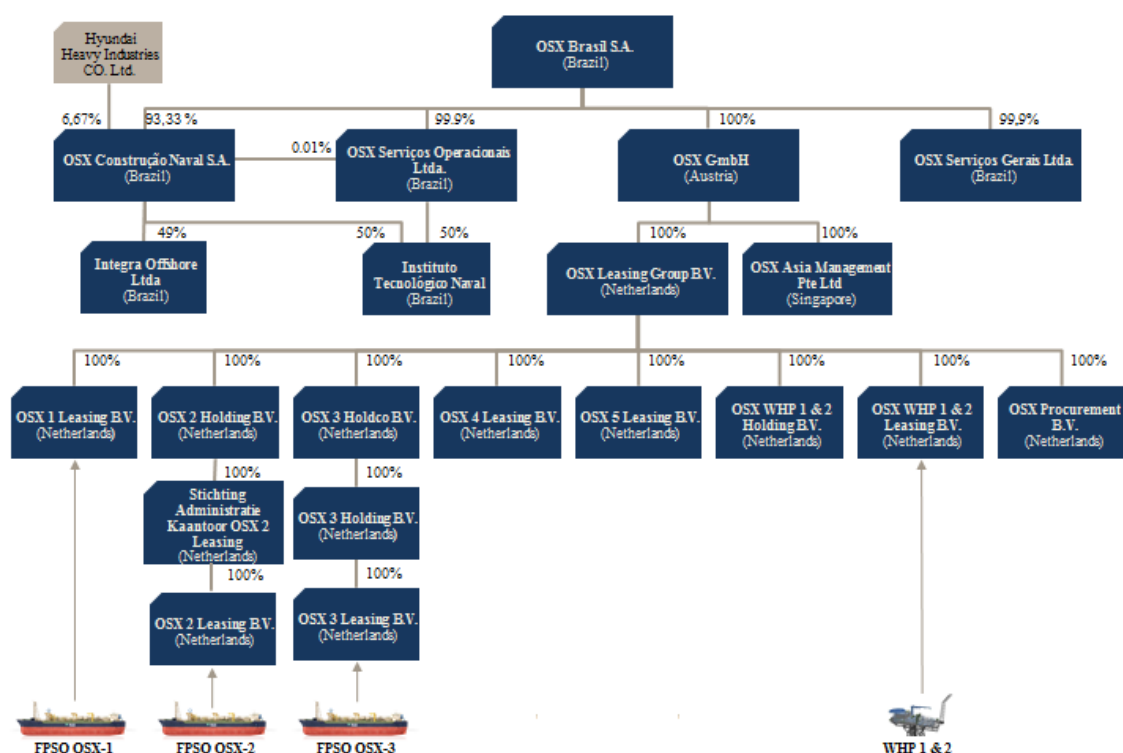 Hyundai
Heavy Industries
CO. Ltd.
OSX Brasil S.A.
(Brazil)
6,67%
93,33 %
99.9%
100%
99,9%
OSX Construção Naval S.A.
(Brazil)
0.01%
OSX Serviços Operacionais
Ltda.
(Brazil)
OSX GmbH
(Austria)
OSX Serviços Gerais Ltda.
(Brazil)
49%
50%
50%
100%
100%
Integra Offshore
Ltda
(Brazil)
Instituto
Tecnológico Naval
(Brazil)
OSX Leasing Group B.V.
(Netherlands)
OSX Asia Management
Pte Ltd
(Singapore)
100%
100%
100%
100%
100%
100%
100%
100%
OSX 1 Leasing B.V.
(Netherlands)
OSX 2 Holding B.V.
(Netherlands)
OSX 3 Holdco B.V.
(Netherlands)
OSX 4 Leasing B.V.
(Netherlands)
OSX 5 Leasing B.V.
(Netherlands)
OSX WHP 1 & 2
Holding B.V.
(Netherlands)
OSX WHP 1 & 2
Leasing B.V.
(Netherlands)
OSX Procurement
B.V.
(Netherlands)
100%
100%
Stichting
Administratie
Kaantoor OSX 2
Leasing
(Netherlands)
OSX 3 Holding B.V.
(Netherlands)
100%
100%
OSX 2 Leasing B.V.
(Netherlands)
OSX 3 Leasing B.V.
(Netherlands)
FPSO OSX-1
FPSO OSX-2
FPSO OSX-3
WHP 1 & 2